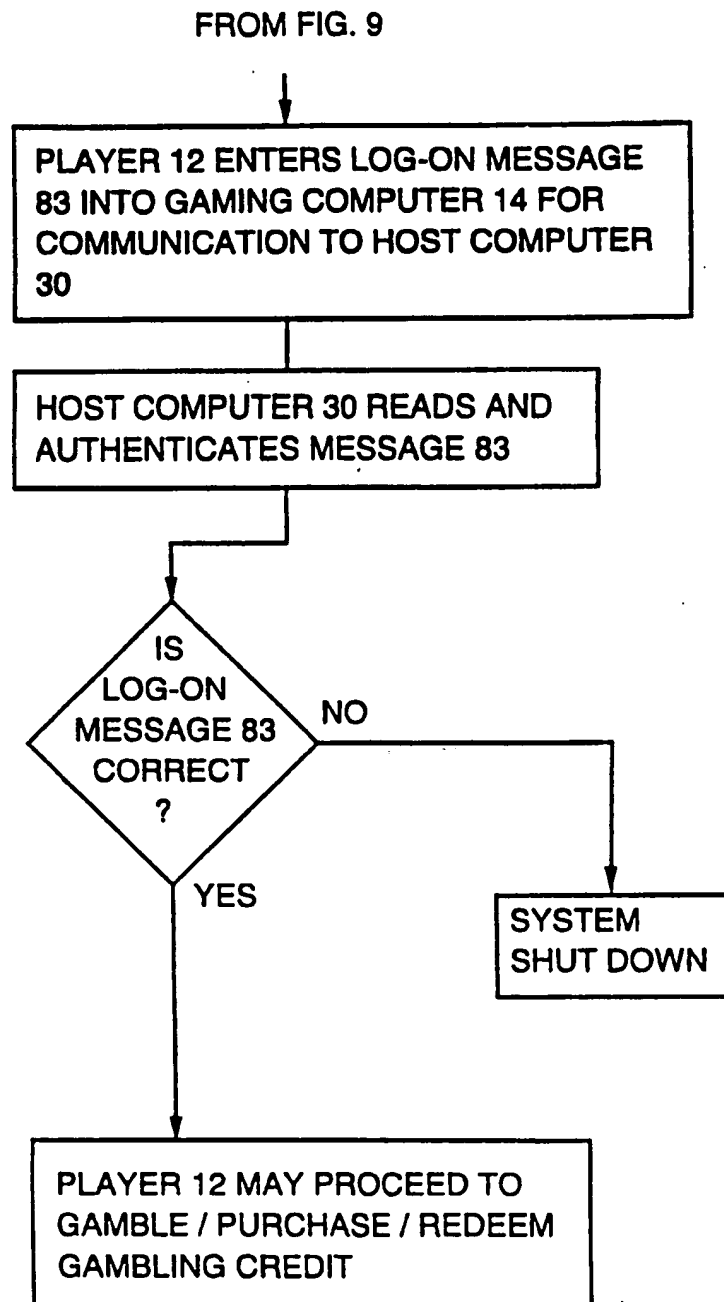 FROM FIG. 9
PLAYER 12 ENTERS LOG-ON MESSAGE
83 INTO GAMING COMPUTER 14 FOR
COMMUNICATION TO HOST COMPUTER
30
HOST COMPUTER 30 READS AND
AUTHENTICATES MESSAGE 83
IS
LOG-ON
MESSAGE 83
CORRECT
?
NO
YES
SYSTEM
SHUT DOWN
PLAYER 12 MAY PROCEED TO
GAMBLE / PURCHASE / REDEEM
GAMBLING CREDIT